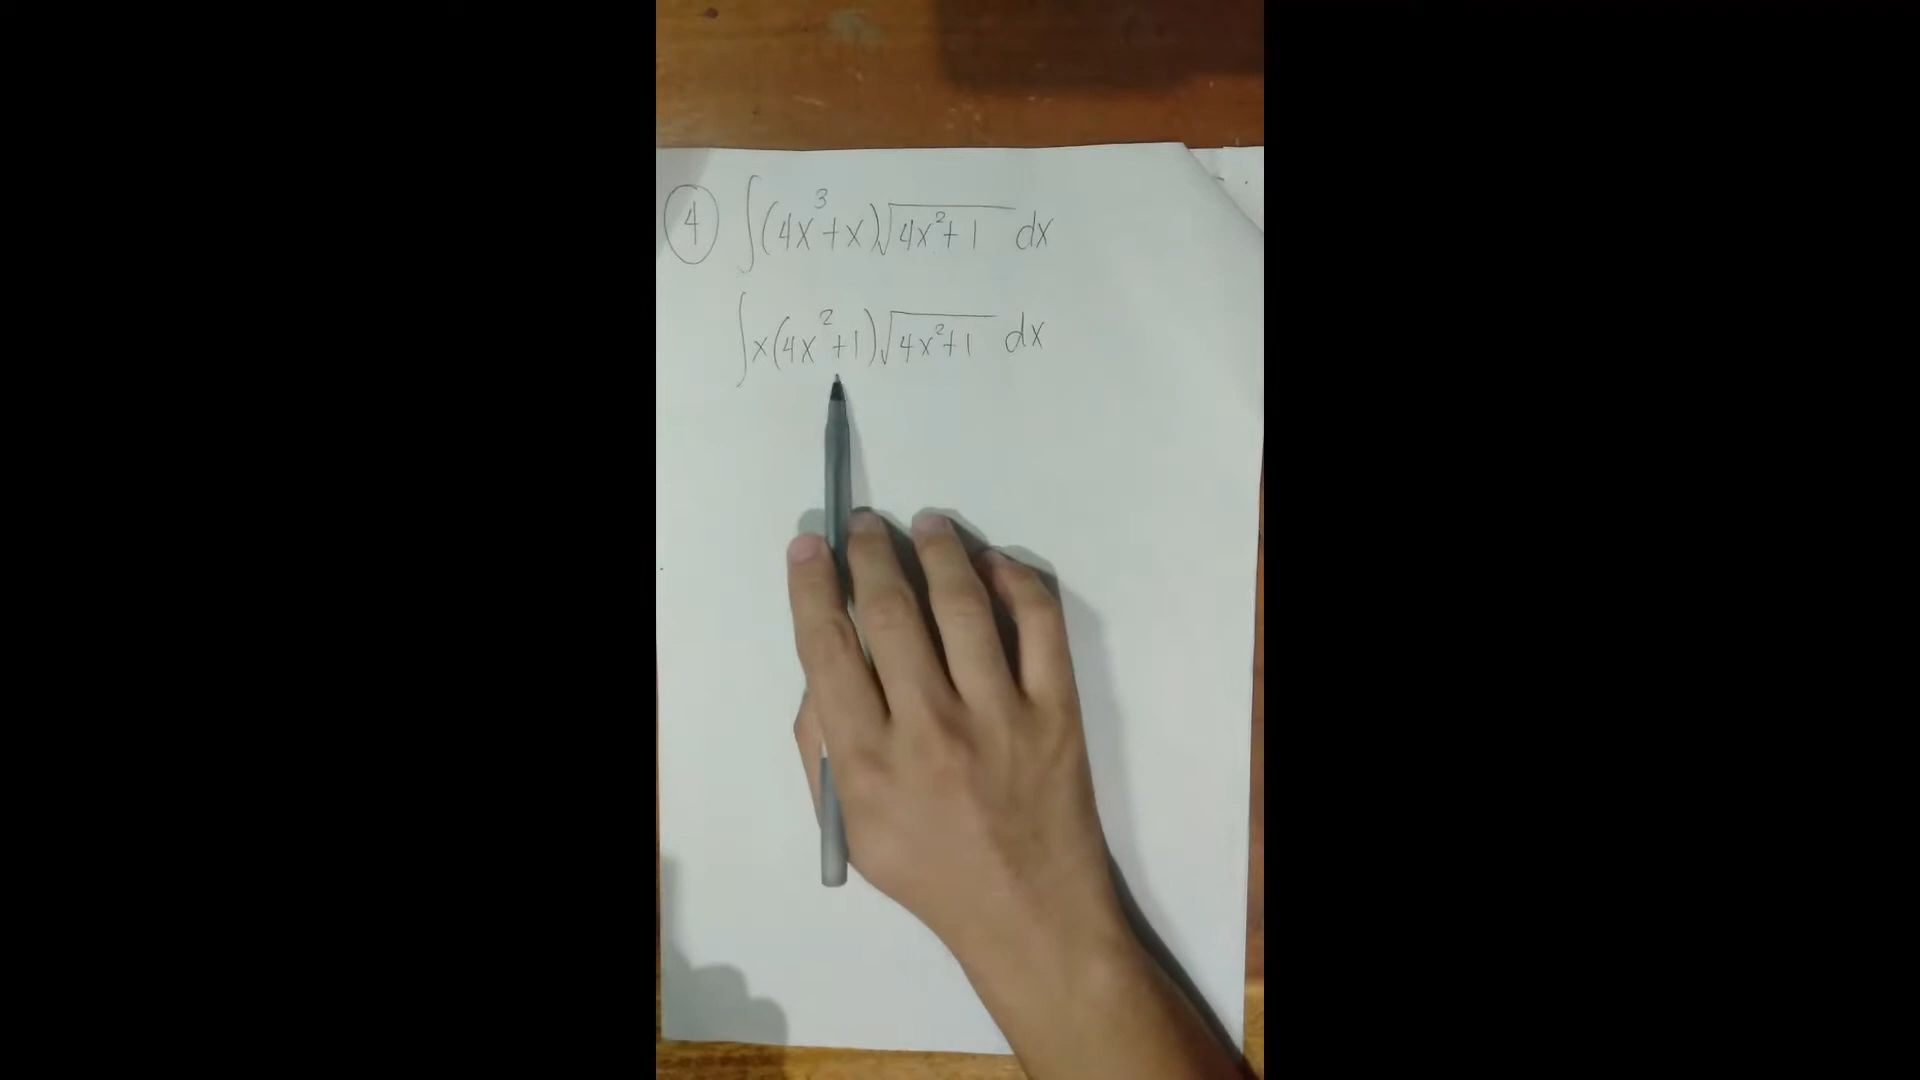 ④ ∫(4x³+x)√(4x²+1) dx
∫x(4x²+1)√(4x²+1) dx